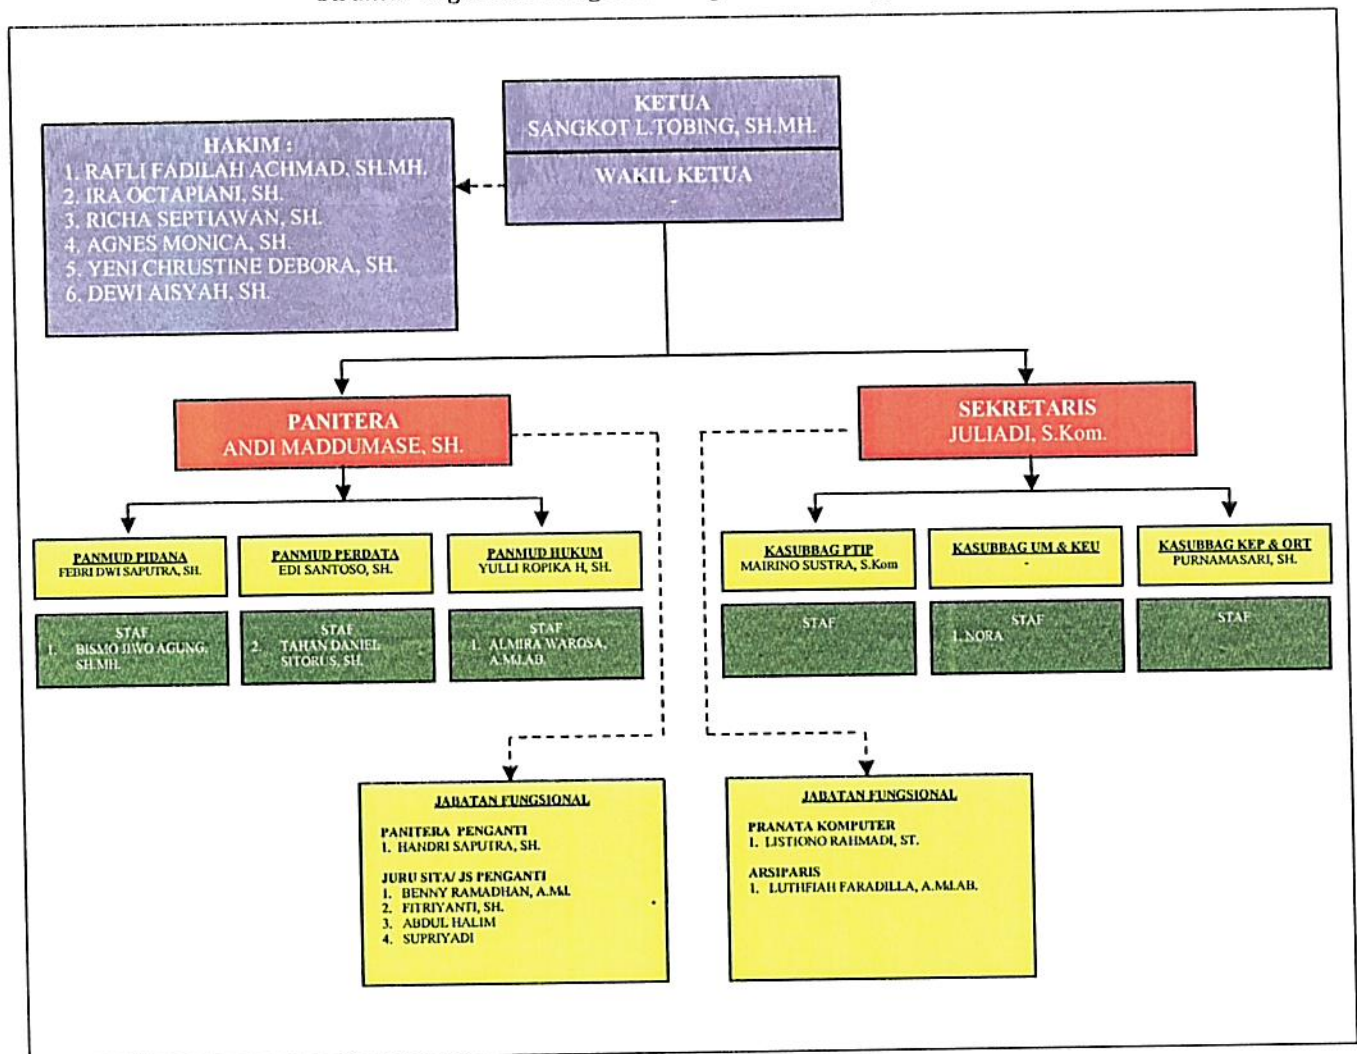 KETUA
SANGKOT L.TOBING, SH.MH.
WAKIL KETUA
-
HAKIM :
1. RAFLI FADILAH ACHMAD, SH.MH.
2. IRA OCTAPIANI, SH.
3. RICHA SEPTIAWAN, SH.
4. AGNES MONICA, SH.
5. YENI CHRUSTINE DEBORA, SH.
6. DEWI AISYAH, SH.
PANITERA
ANDI MADDUMASE, SH.
SEKRETARIS
JULIADI, S.Kom.
PANMUD PIDANA
FEBRI DWI SAPUTRA, SH.
PANMUD PERDATA
EDI SANTOSO, SH.
PANMUD HUKUM
YULLI ROPIKA H, SH.
KASUBBAG PTIP
MAIRINO SUSTRA, S.Kom
KASUBBAG UM & KEU
-
KASUBBAG KEP & ORT
PURNAMASARI, SH.
STAF
1. BISMO JIWO AGUNG,
SH.MH.
STAF
2. TAHAN DANIEL
SITORUS, SH.
STAF
1. ALMIRA WAROSA,
A.Md.AB.
STAF
STAF
1. NORA
STAF
JABATAN FUNGSIONAL
PANITERA PENGANTI
1. HANDRI SAPUTRA, SH.
JURU SITA/ JS PENGANTI
1. BENNY RAMADHAN, A.Md.
2. FITRIYANTI, SH.
3. ABDUL HALIM
4. SUPRIYADI
JABATAN FUNGSIONAL
PRANATA KOMPUTER
1. LISTIONO RAHMADI, ST.
ARSIPARIS
1. LUTHFIAH FARADILLA, A.Md.AB.